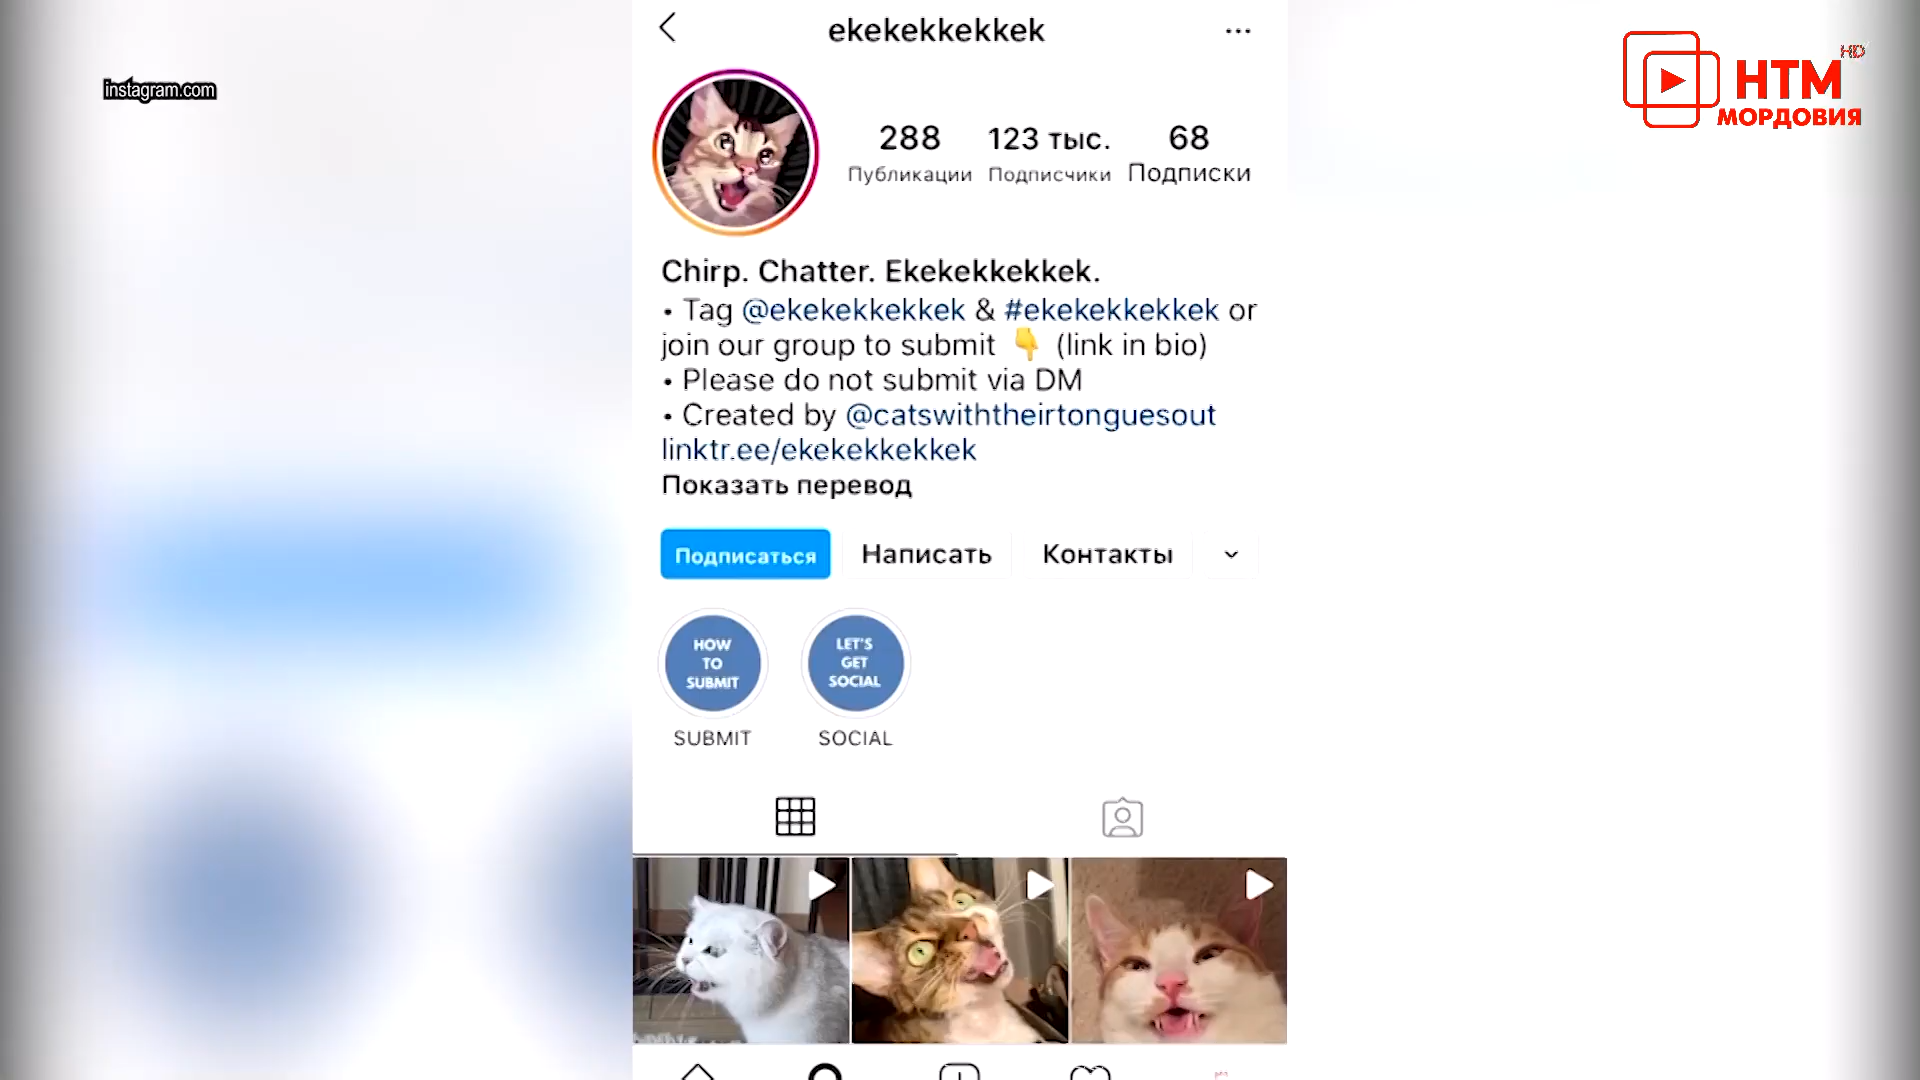 ekekekkekkek
instagram.com
HD
НТМ
МОРДОВИЯ
288
123 тыс.
68
Публикации
Подписчики
Подписки
Chirp. Chatter. Ekekekkekkek.
• Tag @ekekekkekkek & #ekekekkekkek or
join our group to submit 👇 (link in bio)
• Please do not submit via DM
• Created by @catswiththeirtonguesout
linktr.ee/ekekekkekkek
Показать перевод
Подписаться
Написать
Контакты
HOW
TO
SUBMIT
LET'S
GET
SOCIAL
SUBMIT
SOCIAL